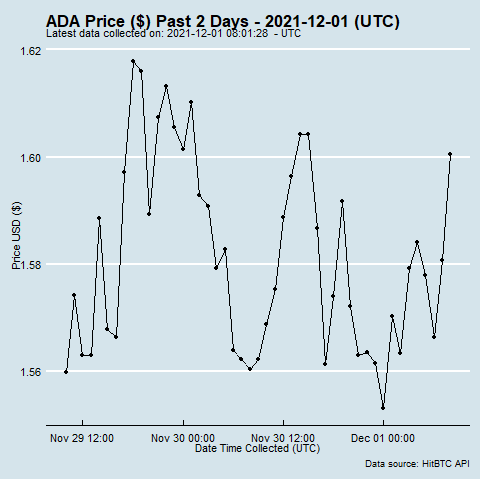 ADA Price ($) Past 2 Days - 2021-12-01 (UTC)
Latest data collected on: 2021-12-01 08:01:28  - UTC
1.62
1.60
1.58
1.56
Price USD ($)
Nov 29 12:00 Nov 30 00:00 Nov 30 12:00 Dec 01 00:00
Date Time Collected (UTC)
Data source: HitBTC API